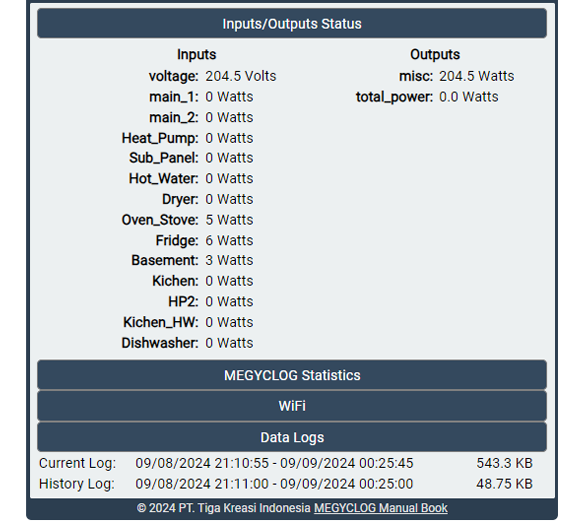 Inputs/Outputs Status
Inputs Outputs
voltage: 204.5 Volts misc: 204.5 Watts
main_1: 0 Watts total_power: 0.0 Watts
main_2: 0 Watts
Heat_Pump: 0 Watts
Sub_Panel: 0 Watts
Hot_Water: 0 Watts
Dryer: 0 Watts
Oven_Stove: 5 Watts
Fridge: 6 Watts
Basement: 3 Watts
Kichen: 0 Watts
HP2: 0 Watts
Kichen_HW: 0 Watts
Dishwasher: 0 Watts
MEGYCLOG Statistics
WiFi
Data Logs
Current Log: 09/08/2024 21:10:55 - 09/09/2024 00:25:45 543.3 KB
History Log: 09/08/2024 21:11:00 - 09/09/2024 00:25:00 48.75 KB
© 2024 PT. Tiga Kreasi Indonesia MEGYCLOG Manual Book